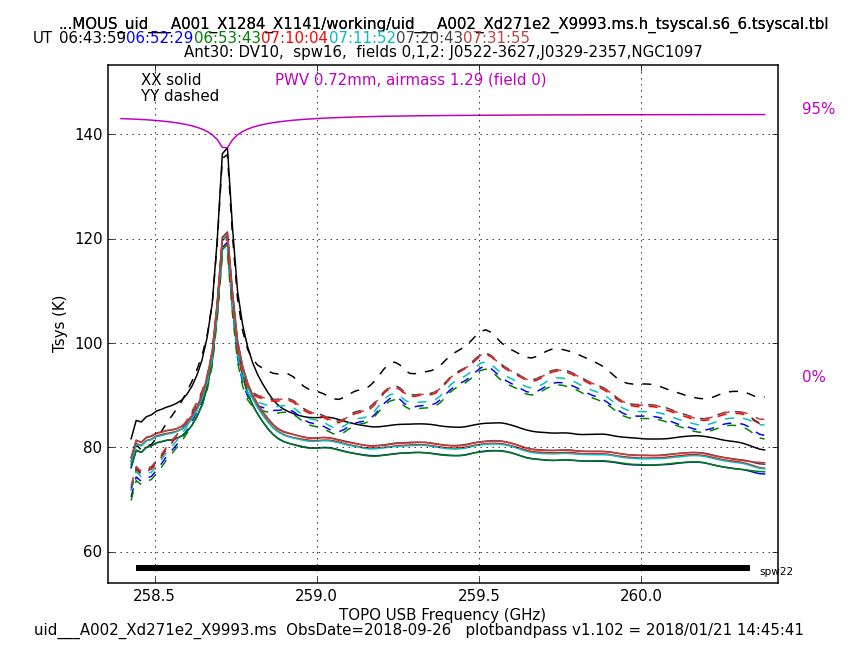 ...MOUS_uid___A001_X1284_X1141/working/uid___A002_Xd271e2_X9993.ms.h_tsyscal.s6_6.tsyscal.tbl
UT 06:43:59 06:52:29 06:53:43 07:10:04 07:11:52 07:20:43 07:31:55
Ant30: DV10,  spw16,  fields 0,1,2: J0522-3627,J0329-2357,NGC1097
XX solid
PWV 0.72mm, airmass 1.29 (field 0)
YY dashed
95%
140
120
100
0%
80
60
Tsys (K)
spw22
258.5 259.0 259.5 260.0
TOPO USB Frequency (GHz)
uid___A002_Xd271e2_X9993.ms  ObsDate=2018-09-26  plotbandpass v1.102 = 2018/01/21 14:45:41